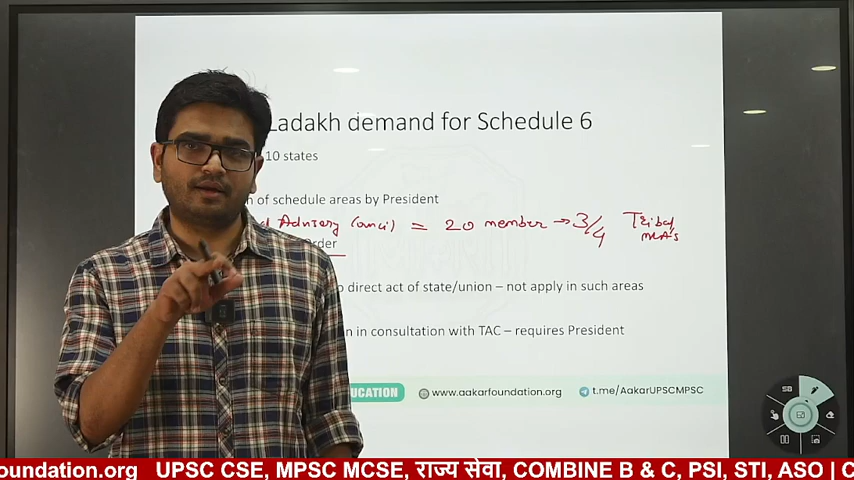 Ladakh demand for Schedule 6
10 states
of schedule areas by President
Advisory Council = 20 member → 3/4 Tribal MLA's
order
direct act of state/union – not apply in such areas
in consultation with TAC – requires President
UCATION www.aakarfoundation.org t.me/AakarUPSCMPSC
oundation.org UPSC CSE, MPSC MCSE, राज्य सेवा, COMBINE B & C, PSI, STI, ASO | C